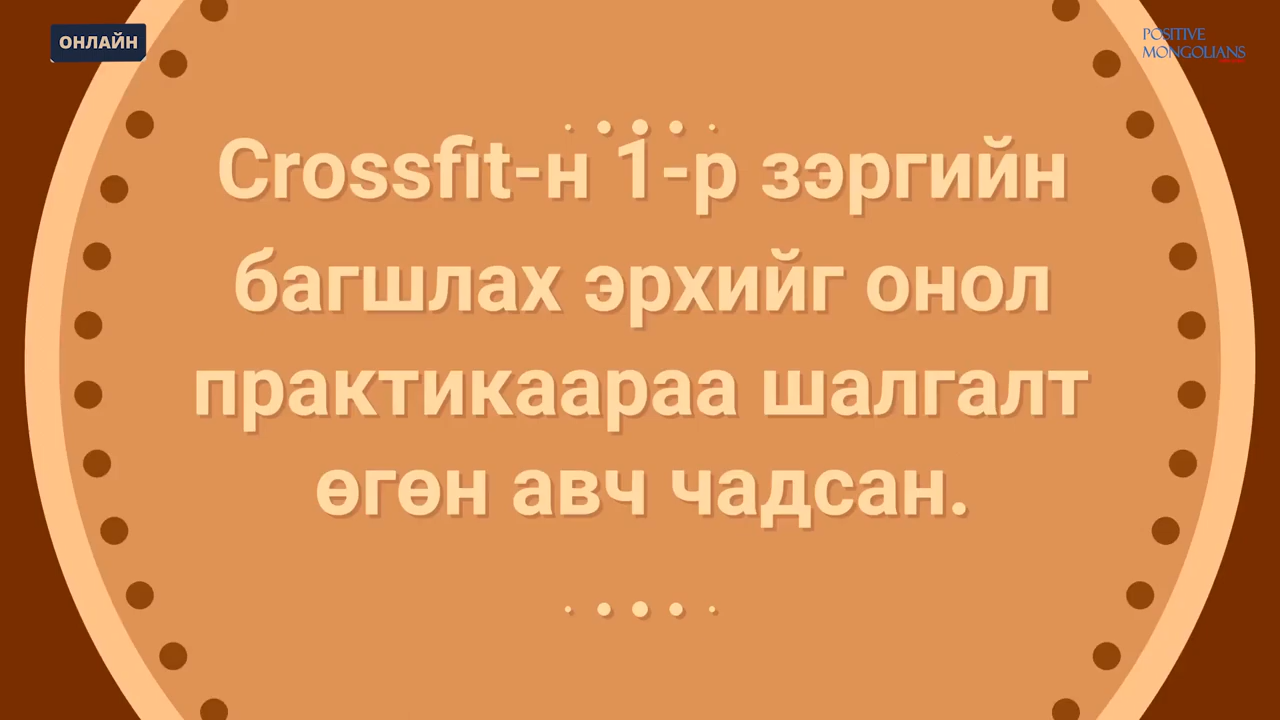 ОНЛАЙН
POSITIVE
MONGOLIANS
Crossfit-н 1-р зэргийн
багшлах эрхийг онол
практикаараа шалгалт
өгөн авч чадсан.